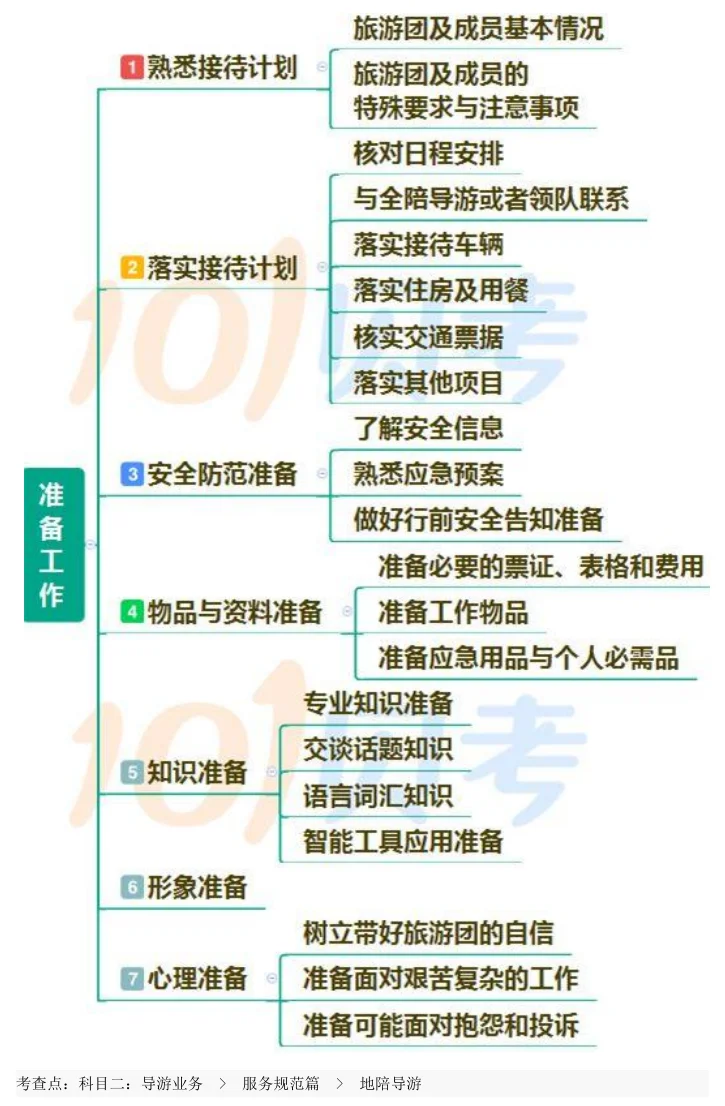 准备工作
1 熟悉接待计划
旅游团及成员基本情况
旅游团及成员的
特殊要求与注意事项
2 落实接待计划
核对日程安排
与全陪导游或者领队联系
落实接待车辆
落实住房及用餐
核实交通票据
落实其他项目
3 安全防范准备
了解安全信息
熟悉应急预案
做好行前安全告知准备
4 物品与资料准备
准备必要的票证、表格和费用
准备工作物品
准备应急用品与个人必需品
5 知识准备
专业知识准备
交谈话题知识
语言词汇知识
智能工具应用准备
6 形象准备
7 心理准备
树立带好旅游团的自信
准备面对艰苦复杂的工作
准备可能面对抱怨和投诉
101网考
101网考
考查点：科目二：导游业务 > 服务规范篇 > 地陪导游